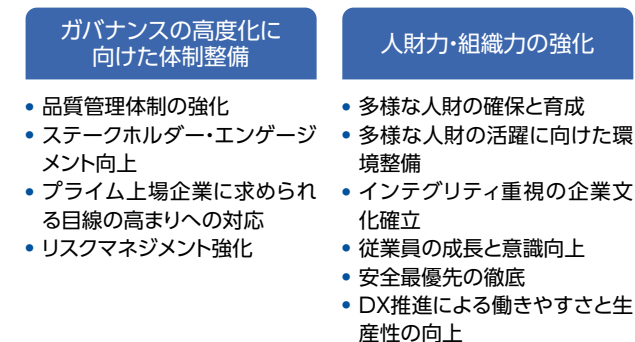 ガバナンスの高度化に
向けた体制整備
• 品質管理体制の強化
• ステークホルダー・エンゲージ
メント向上
• プライム上場企業に求められ
る目線の高まりへの対応
• リスクマネジメント強化
人財力・組織力の強化
• 多様な人財の確保と育成
• 多様な人財の活躍に向けた環
境整備
• インテグリティ重視の企業文
化確立
• 従業員の成長と意識向上
• 安全最優先の徹底
• DX推進による働きやすさと生
産性の向上